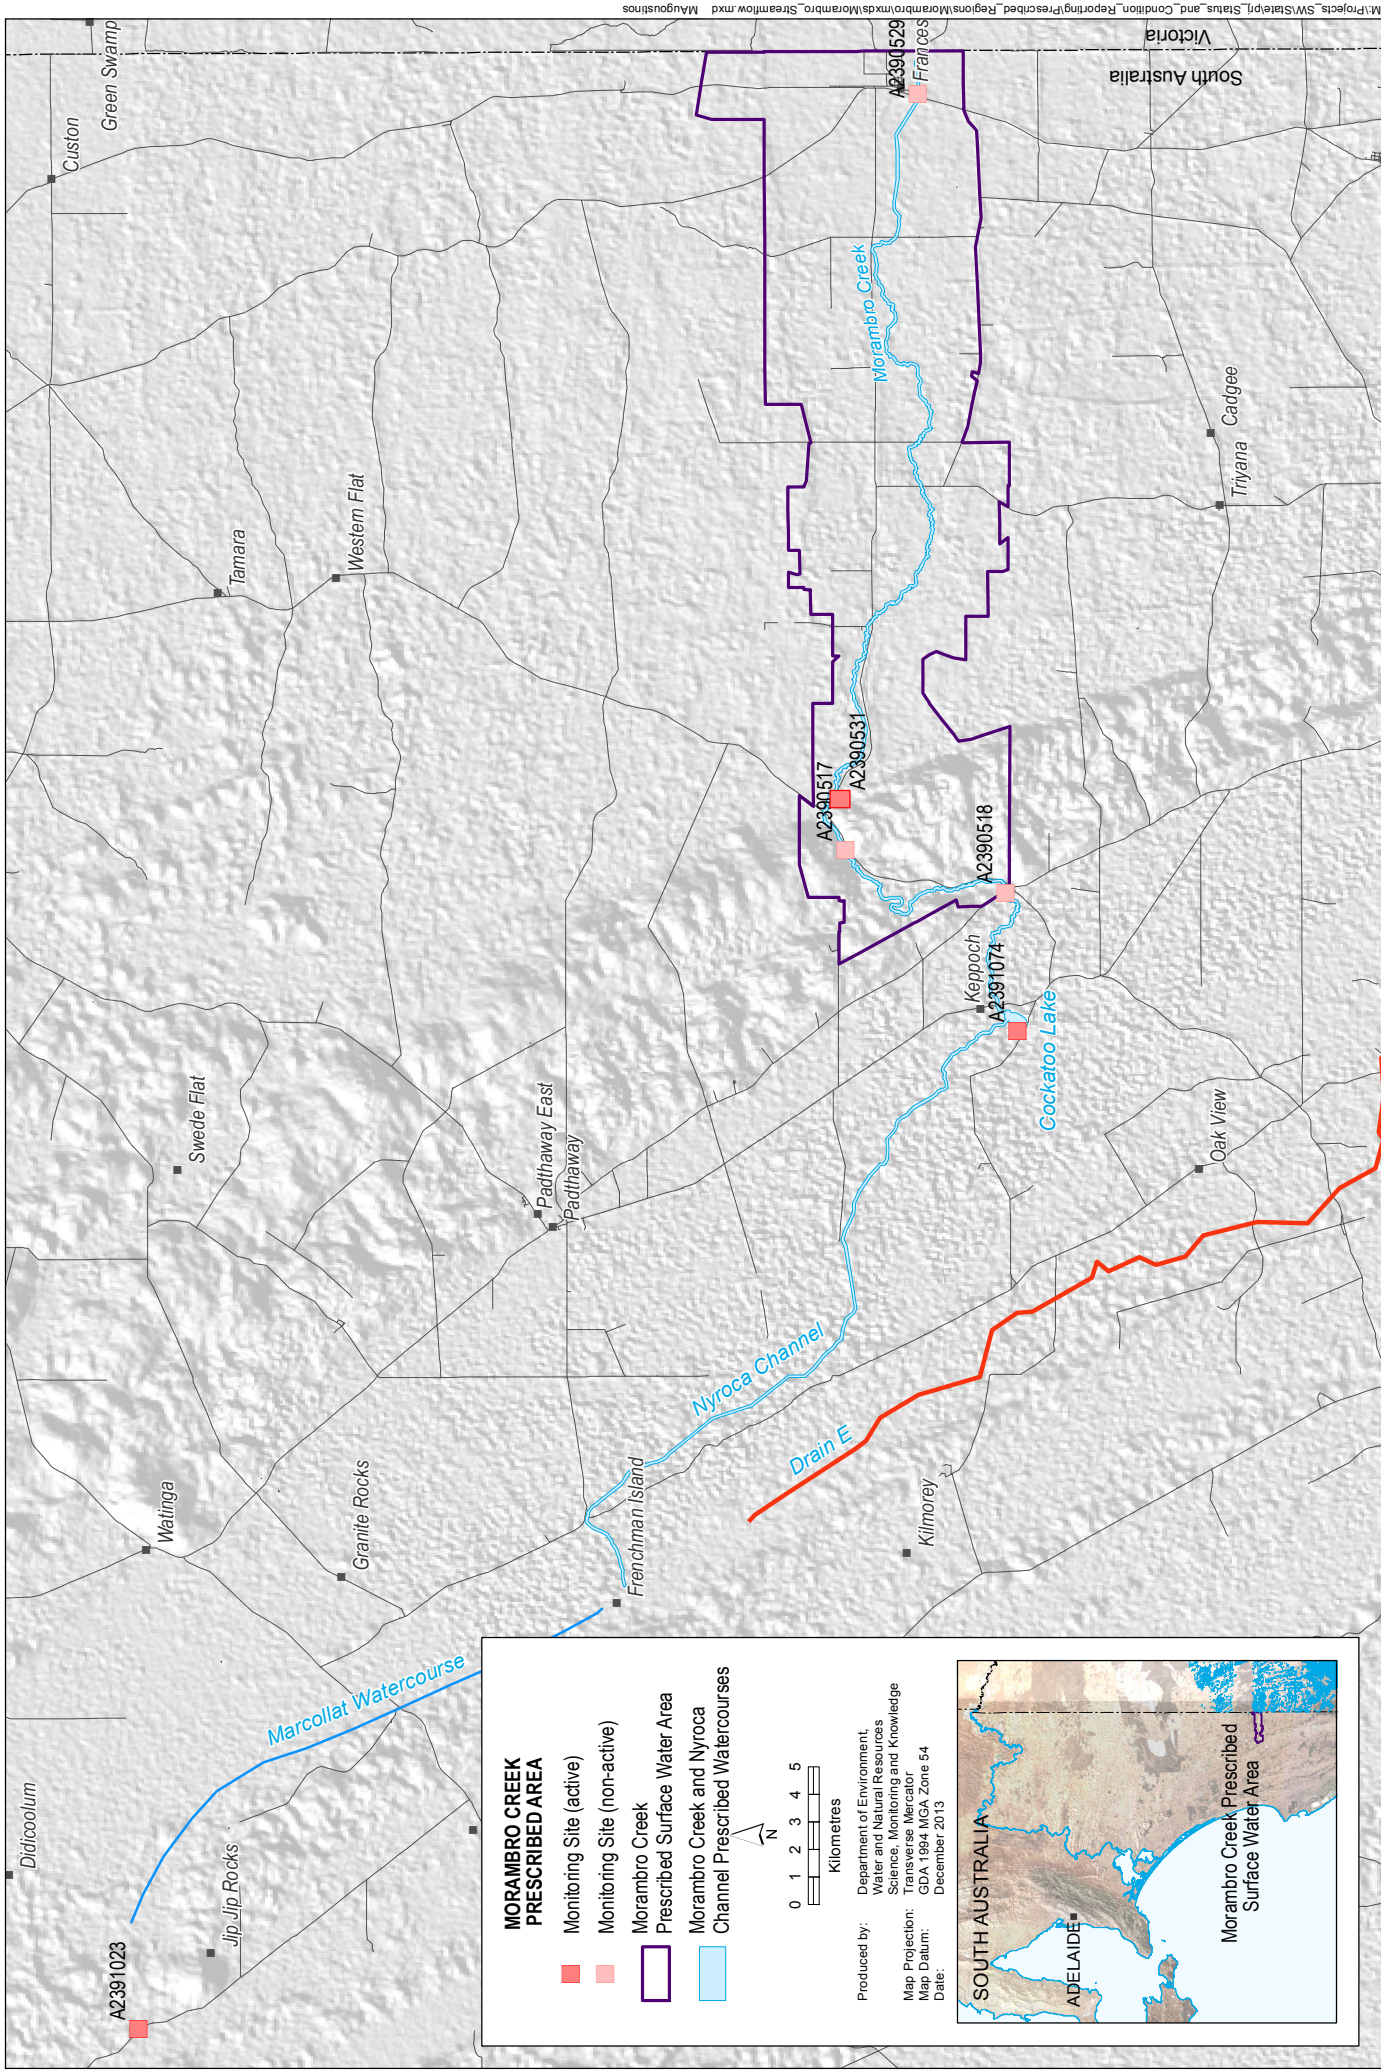 M:\Projects_SW\State\prj_Status_and_Condition_Reporting\Prescribed_Regions\Morambro\mxds\Morambro_Streamflow.mxd MAugoustinos
Didicoolum
A2391023
Jip Jip Rocks
Marcollat Watercourse
Watinga
Granite Rocks
Frenchman Island
Swede Flat
Padthaway East
Padthaway
Tamara
Western Flat
Custon
Green Swamp
Nyroca Channel
Drain E
Kilmorey
Oak View
Cockatoo Lake
Keppoch
A2391074
A2390518
A2390517
A2390531
Morambro Creek
A2390529
Frances
Triyana
Cadgee
South Australia
Victoria
MORAMBRO CREEK
PRESCRIBED AREA
Monitoring Site (active)
Monitoring Site (non-active)
Morambro Creek
Prescribed Surface Water Area
Morambro Creek and Nyroca
Channel Prescribed Watercourses
N
0 1 2 3 4 5
Kilometres
Produced by: Department of Environment,
Water and Natural Resources
Science, Monitoring and Knowledge
Map Projection: Transverse Mercator
Map Datum: GDA 1994 MGA Zone 54
Date: December 2013
SOUTH AUSTRALIA
ADELAIDE
Morambro Creek Prescribed
Surface Water Area